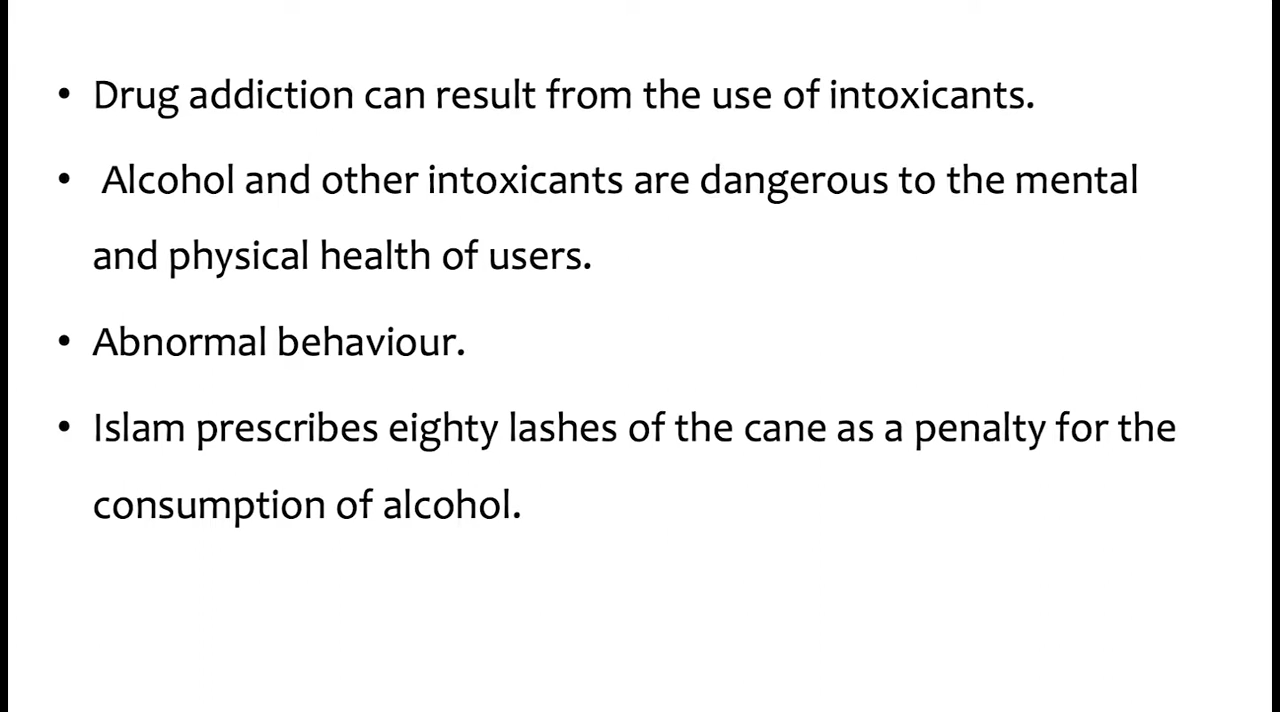 • Drug addiction can result from the use of intoxicants.
• Alcohol and other intoxicants are dangerous to the mental
and physical health of users.
• Abnormal behaviour.
• Islam prescribes eighty lashes of the cane as a penalty for the
consumption of alcohol.